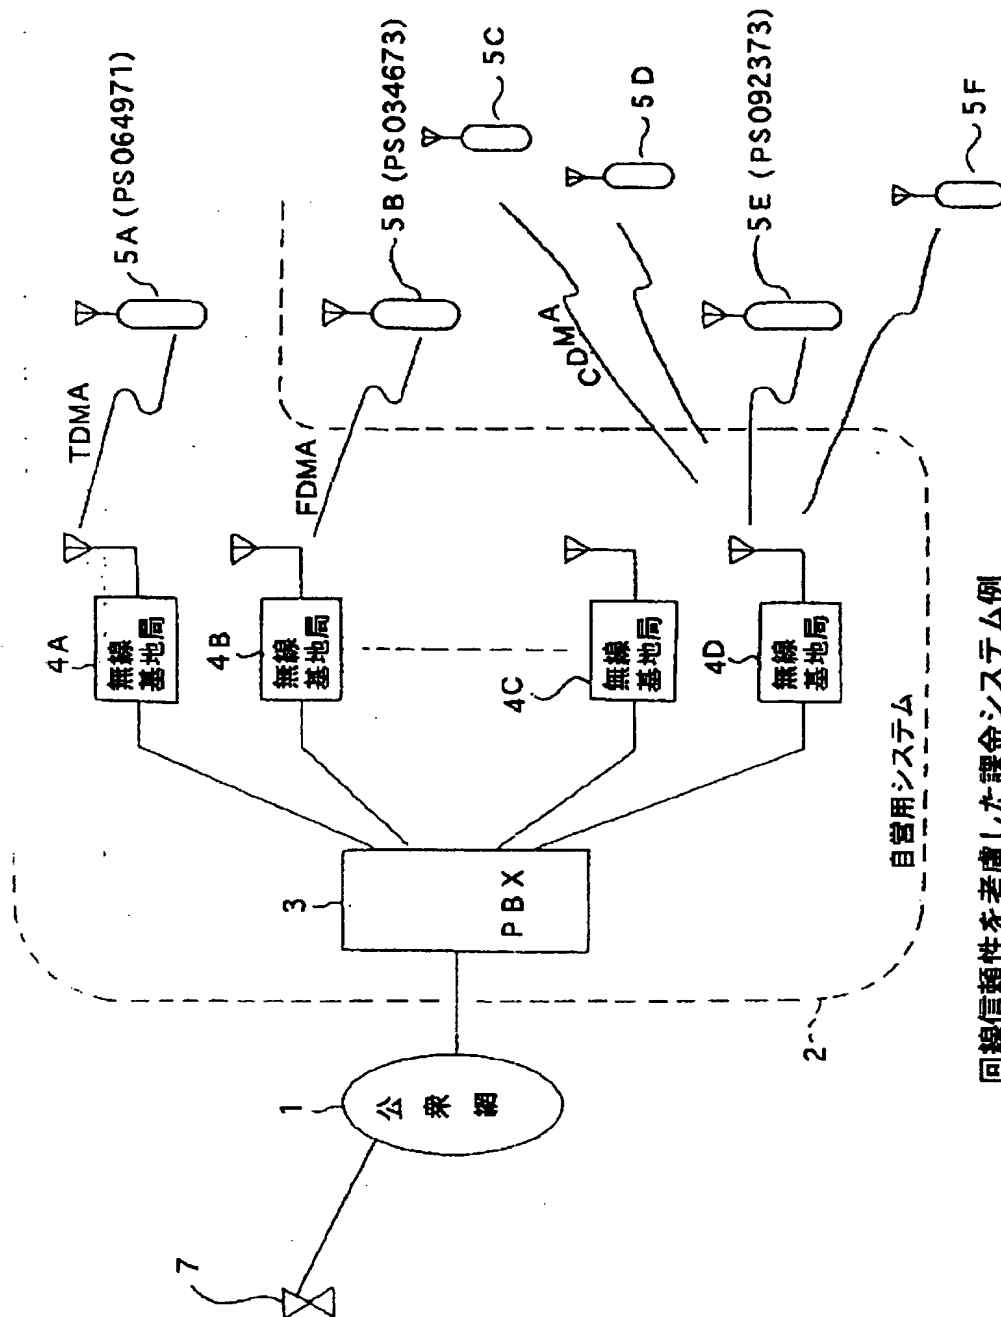 7
1
公衆網
2
3
PBX
4A
無線
基地局
4B
無線
基地局
4C
無線
基地局
4D
無線
基地局
自営用システム
TDMA
FDMA
CDMA
5A (PS064971)
5B (PS034673)
5C
5D
5E (PS092373)
5F
回線信頼性を考慮した課金システム例